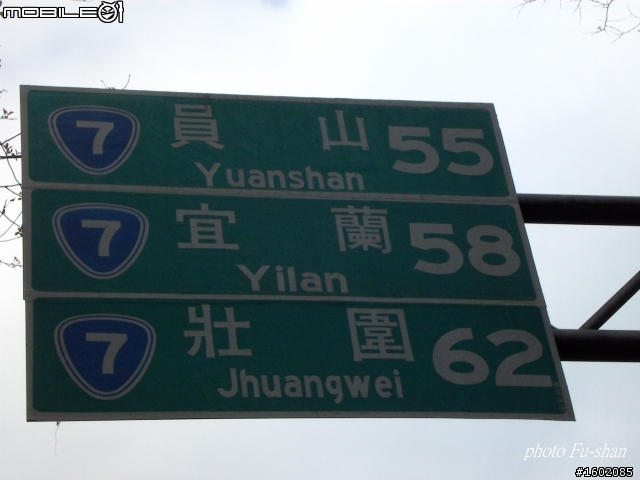 MOBILE01
7 員山 55
Yuanshan
7 宜蘭 58
Yilan
7 壯圍 62
Jhuangwei
photo Fu-shan
#1602085